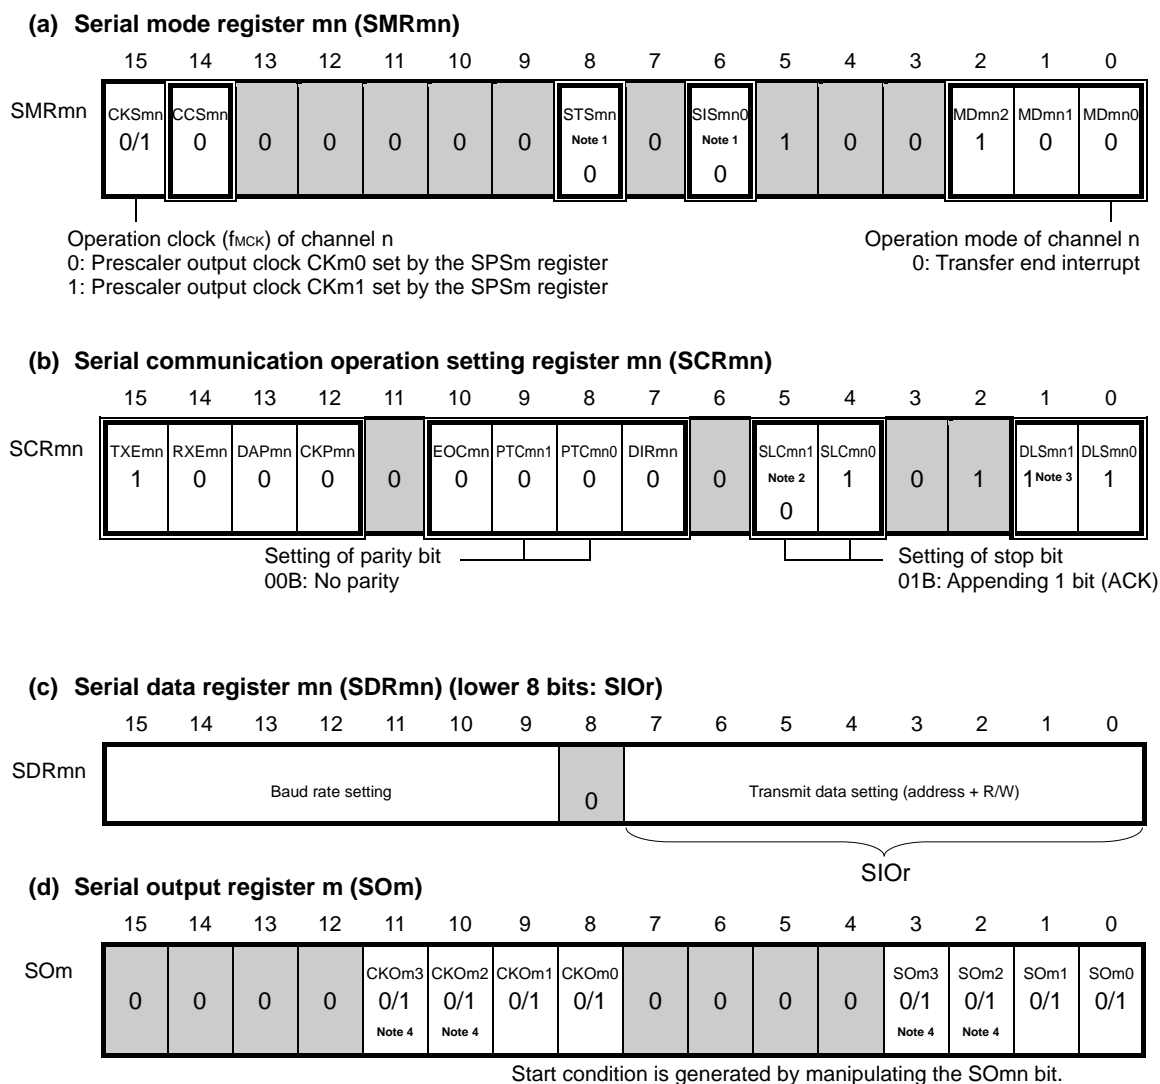 (a) Serial mode register mn (SMRmn)
15 14 13 12 11 10 9 8 7 6 5 4 3 2 1 0
SMRmn
CKSmn CCSmn STSmn SISmn0 MDmn2 MDmn1 MDmn0
Note 1 Note 1
0/1 0 0 0 0 0 0 0 0 0 1 0 0 1 0 0
Operation clock (fMCK) of channel n
0: Prescaler output clock CKm0 set by the SPSm register
1: Prescaler output clock CKm1 set by the SPSm register
Operation mode of channel n
0: Transfer end interrupt
(b) Serial communication operation setting register mn (SCRmn)
15 14 13 12 11 10 9 8 7 6 5 4 3 2 1 0
SCRmn
TXEmn RXEmn DAPmn CKPmn EOCmn PTCmn1 PTCmn0 DIRmn SLCmn1 SLCmn0 DLSmn1 DLSmn0
1 0 0 0 0 0 0 0 0 0 Note 2 0 1 0 1 1 Note 3 1
Setting of parity bit
00B: No parity
Setting of stop bit
01B: Appending 1 bit (ACK)
(c) Serial data register mn (SDRmn) (lower 8 bits: SIOr)
15 14 13 12 11 10 9 8 7 6 5 4 3 2 1 0
SDRmn
Baud rate setting 0 Transmit data setting (address + R/W)
SIOr
(d) Serial output register m (SOm)
15 14 13 12 11 10 9 8 7 6 5 4 3 2 1 0
SOm
CKOm3 CKOm2 CKOm1 CKOm0 SOm3 SOm2 SOm1 SOm0
0 0 0 0 0/1 0/1 0/1 0/1 0 0 0 0 0/1 0/1 0/1 0/1
Note 4 Note 4 Note 4 Note 4
Start condition is generated by manipulating the SOmn bit.